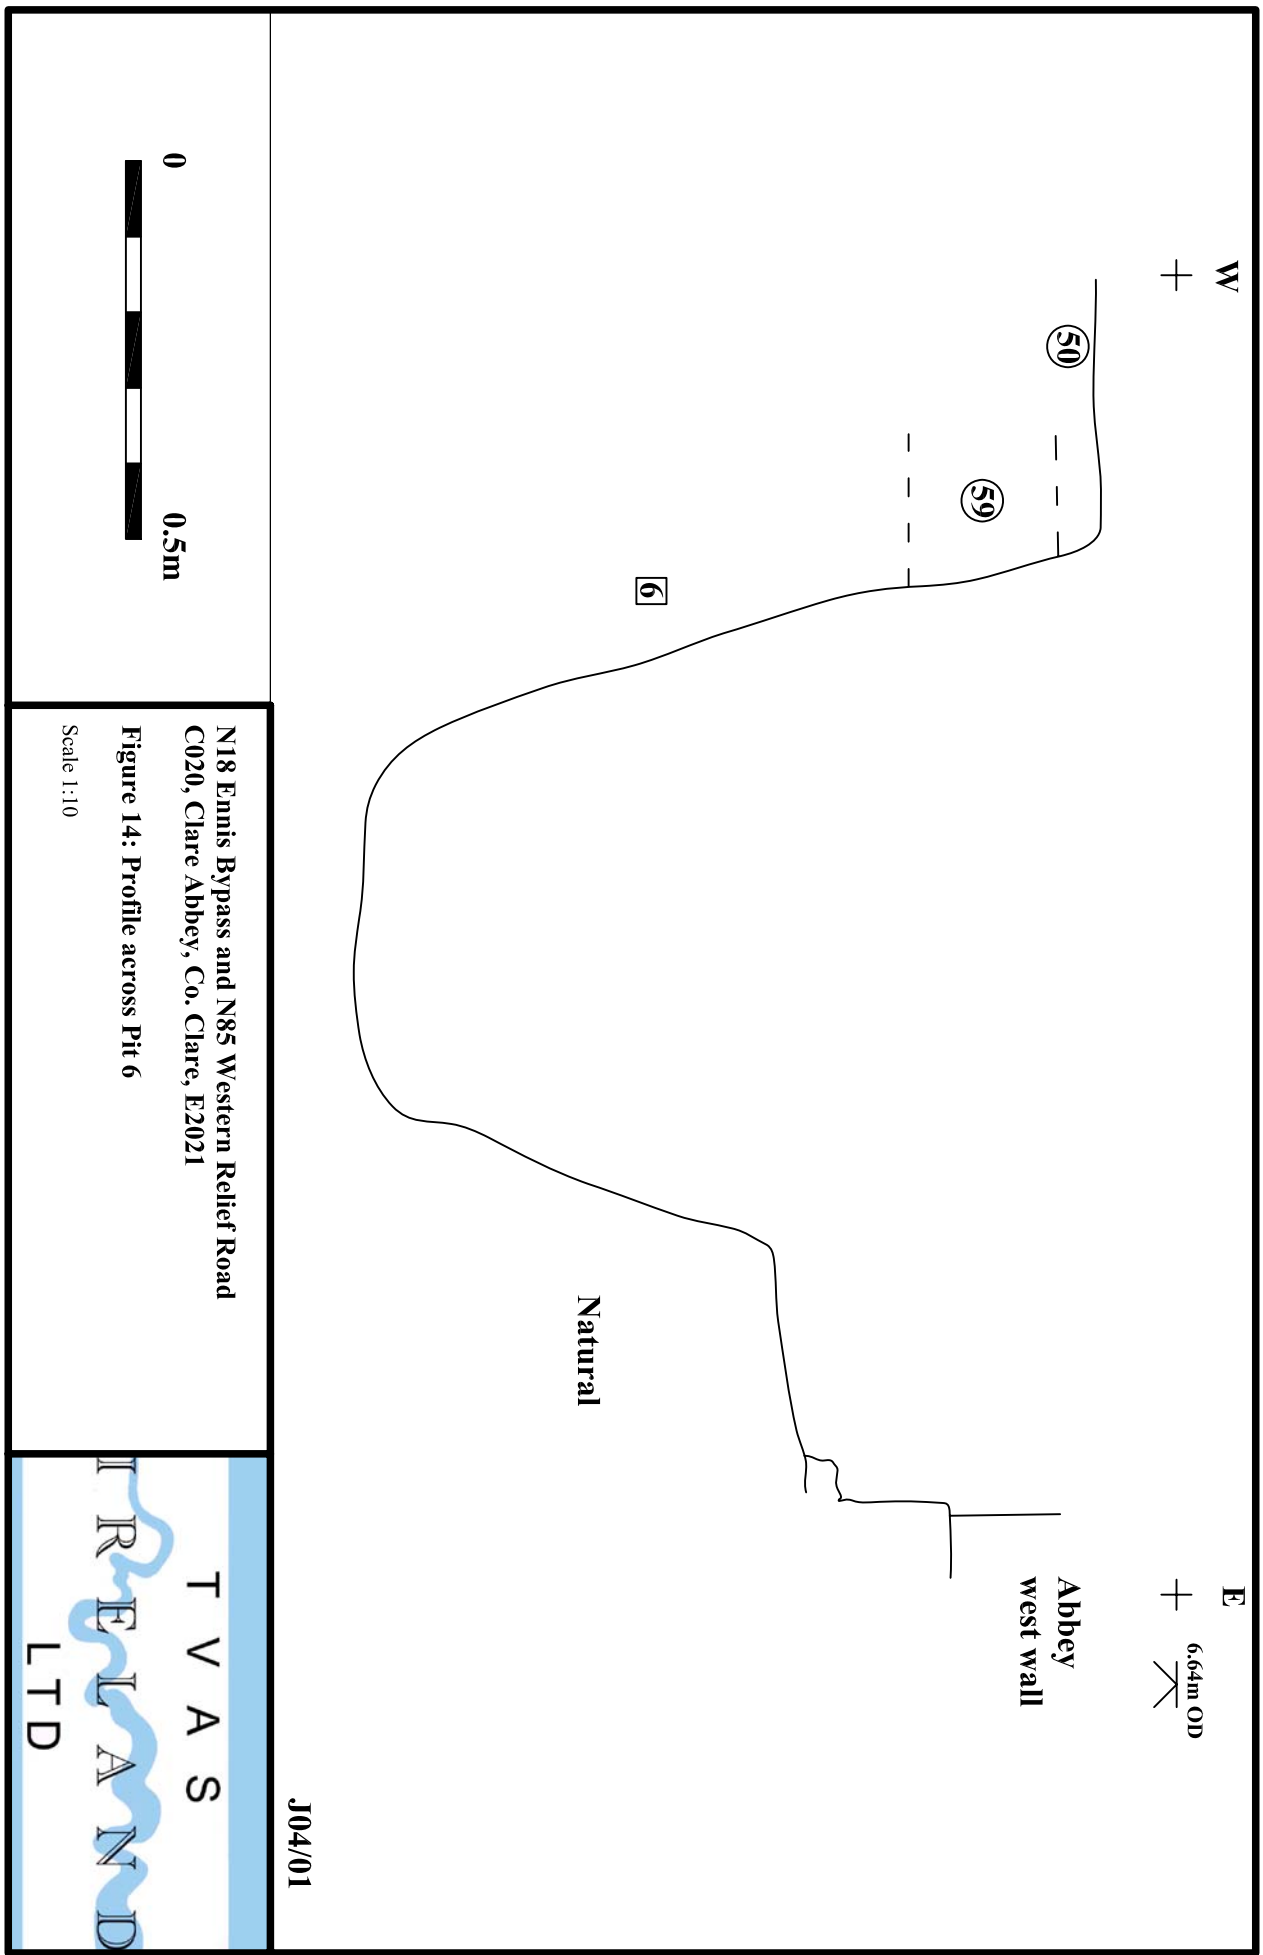 W
E
6.64m OD
50
Abbey
west wall
59
6
Natural
J04/01
0
0.5m
N18 Ennis Bypass and N85 Western Relief Road
C020, Clare Abbey, Co. Clare, E2021
Figure 14: Profile across Pit 6
Scale 1:10
T V A S
I R E L A N D
L T D